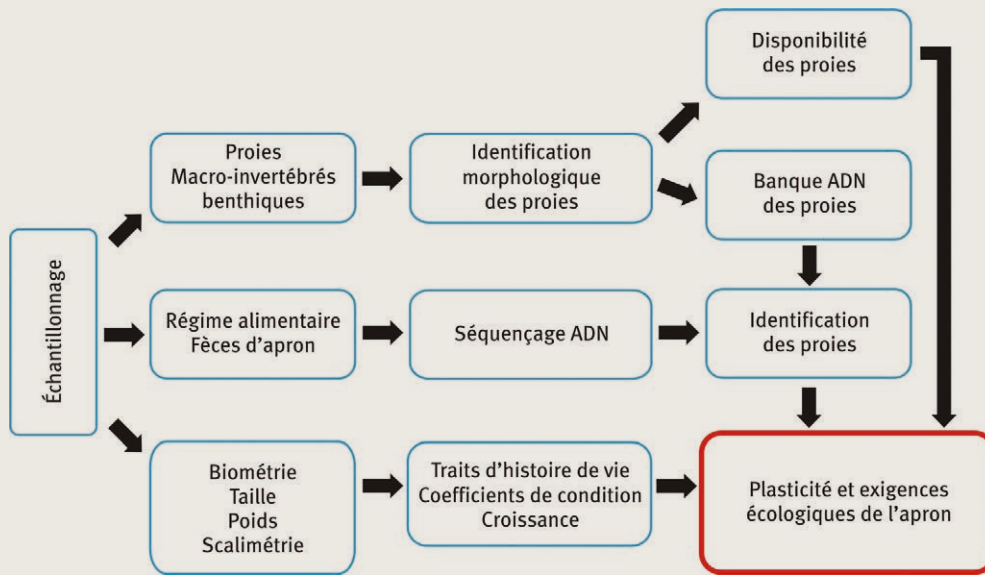 Échantillonnage
Proies
Macro-invertébrés
benthiques
Identification
morphologique
des proies
Disponibilité
des proies
Banque ADN
des proies
Régime alimentaire
Fèces d'apron
Séquençage ADN
Identification
des proies
Biométrie
Taille
Poids
Scalimétrie
Traits d'histoire de vie
Coefficients de condition
Croissance
Plasticité et exigences
écologiques de l'apron